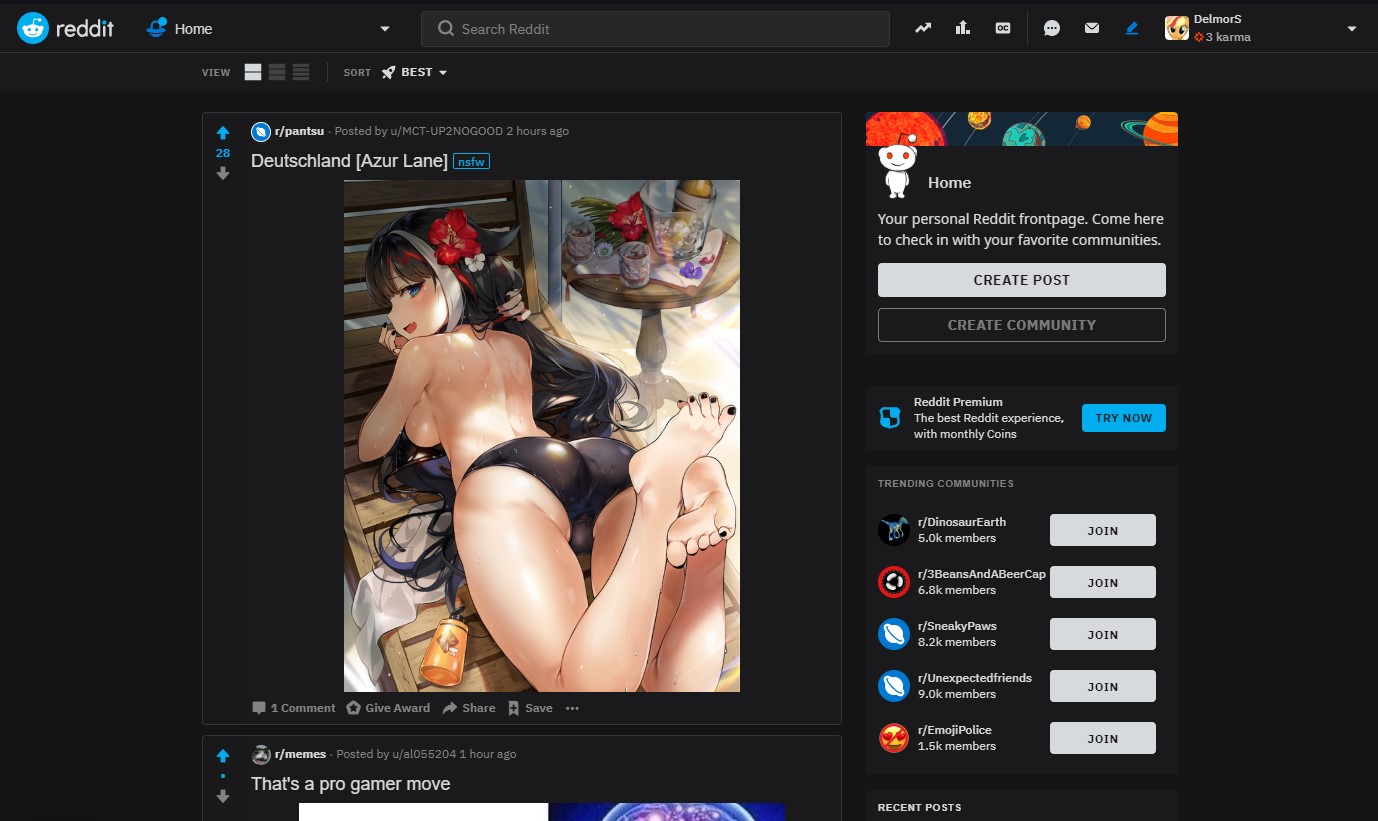 reddit
Home
Search Reddit
OC
DelmorS
3 karma
VIEW
SORT
BEST
28
r/pantsu · Posted by u/MCT-UP2NOGOOD 2 hours ago
Deutschland [Azur Lane] nsfw
1 Comment
Give Award
Share
Save
r/memes · Posted by u/al055204 1 hour ago
That's a pro gamer move
Home
Your personal Reddit frontpage. Come here
to check in with your favorite communities.
CREATE POST
CREATE COMMUNITY
Reddit Premium
The best Reddit experience,
with monthly Coins
TRY NOW
TRENDING COMMUNITIES
r/DinosaurEarth
5.0k members
JOIN
r/3BeansAndABeerCap
6.8k members
JOIN
r/SneakyPaws
8.2k members
JOIN
r/Unexpectedfriends
9.0k members
JOIN
r/EmojiPolice
1.5k members
JOIN
RECENT POSTS